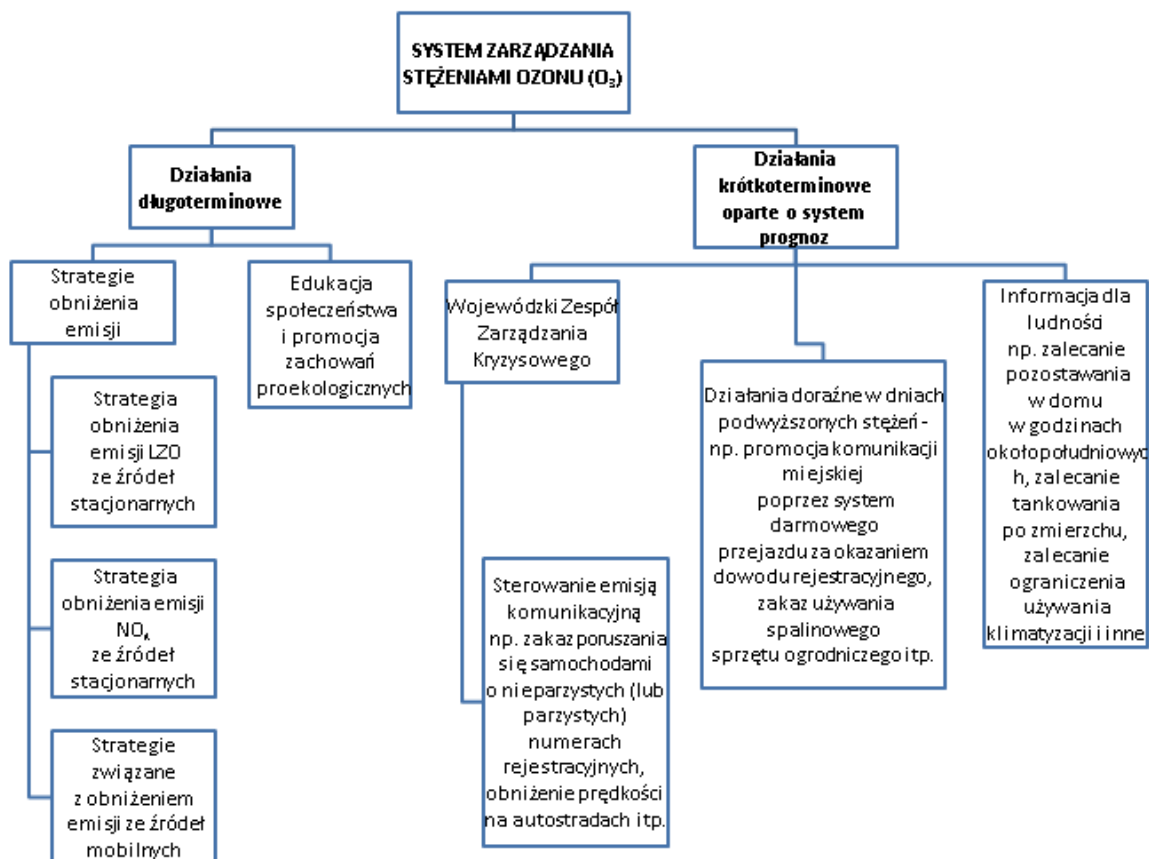 SYSTEM ZARZĄDZANIA
STĘŻENIAMI OZONU (O₃)
Działania
długoterminowe
Działania
krótkoterminowe
oparte o system
prognoz
Strategie
obniżenia
emisji
Edukacja
społeczeństwa
i promocja
zachowań
proekologicznych
Wojewódzki Zespół
Zarządzania
Kryzysowego
Informacja dla
ludności
np. zalecanie
pozostawania
w domu
w godzinach
okołopołudniowyc
h, zalecanie
tankowania
po zmierzchu,
zalecanie
ograniczenia
używania
klimatyzacji i inne
Działania doraźne w dniach
podwyższonych stężeń -
np. promocja komunikacji
miejskiej
poprzez system
darmowego
przejazdu za okazaniem
dowodu rejestracyjnego,
zakaz używania
spalinowego
sprzętu ogrodniczego itp.
Strategia
obniżenia
emisji LZO
ze źródeł
stacjonarnych
Strategia
obniżenia emisji
NOₓ
ze źródeł
stacjonarnych
Strategie
związane
z obniżeniem
emisji ze źródeł
mobilnych
Sterowanie emisją
komunikacyjną
np. zakaz poruszania
się samochodami
o nieparzystych (lub
parzystych)
numerach
rejestracyjnych,
obniżenie prędkości
na autostradach itp.